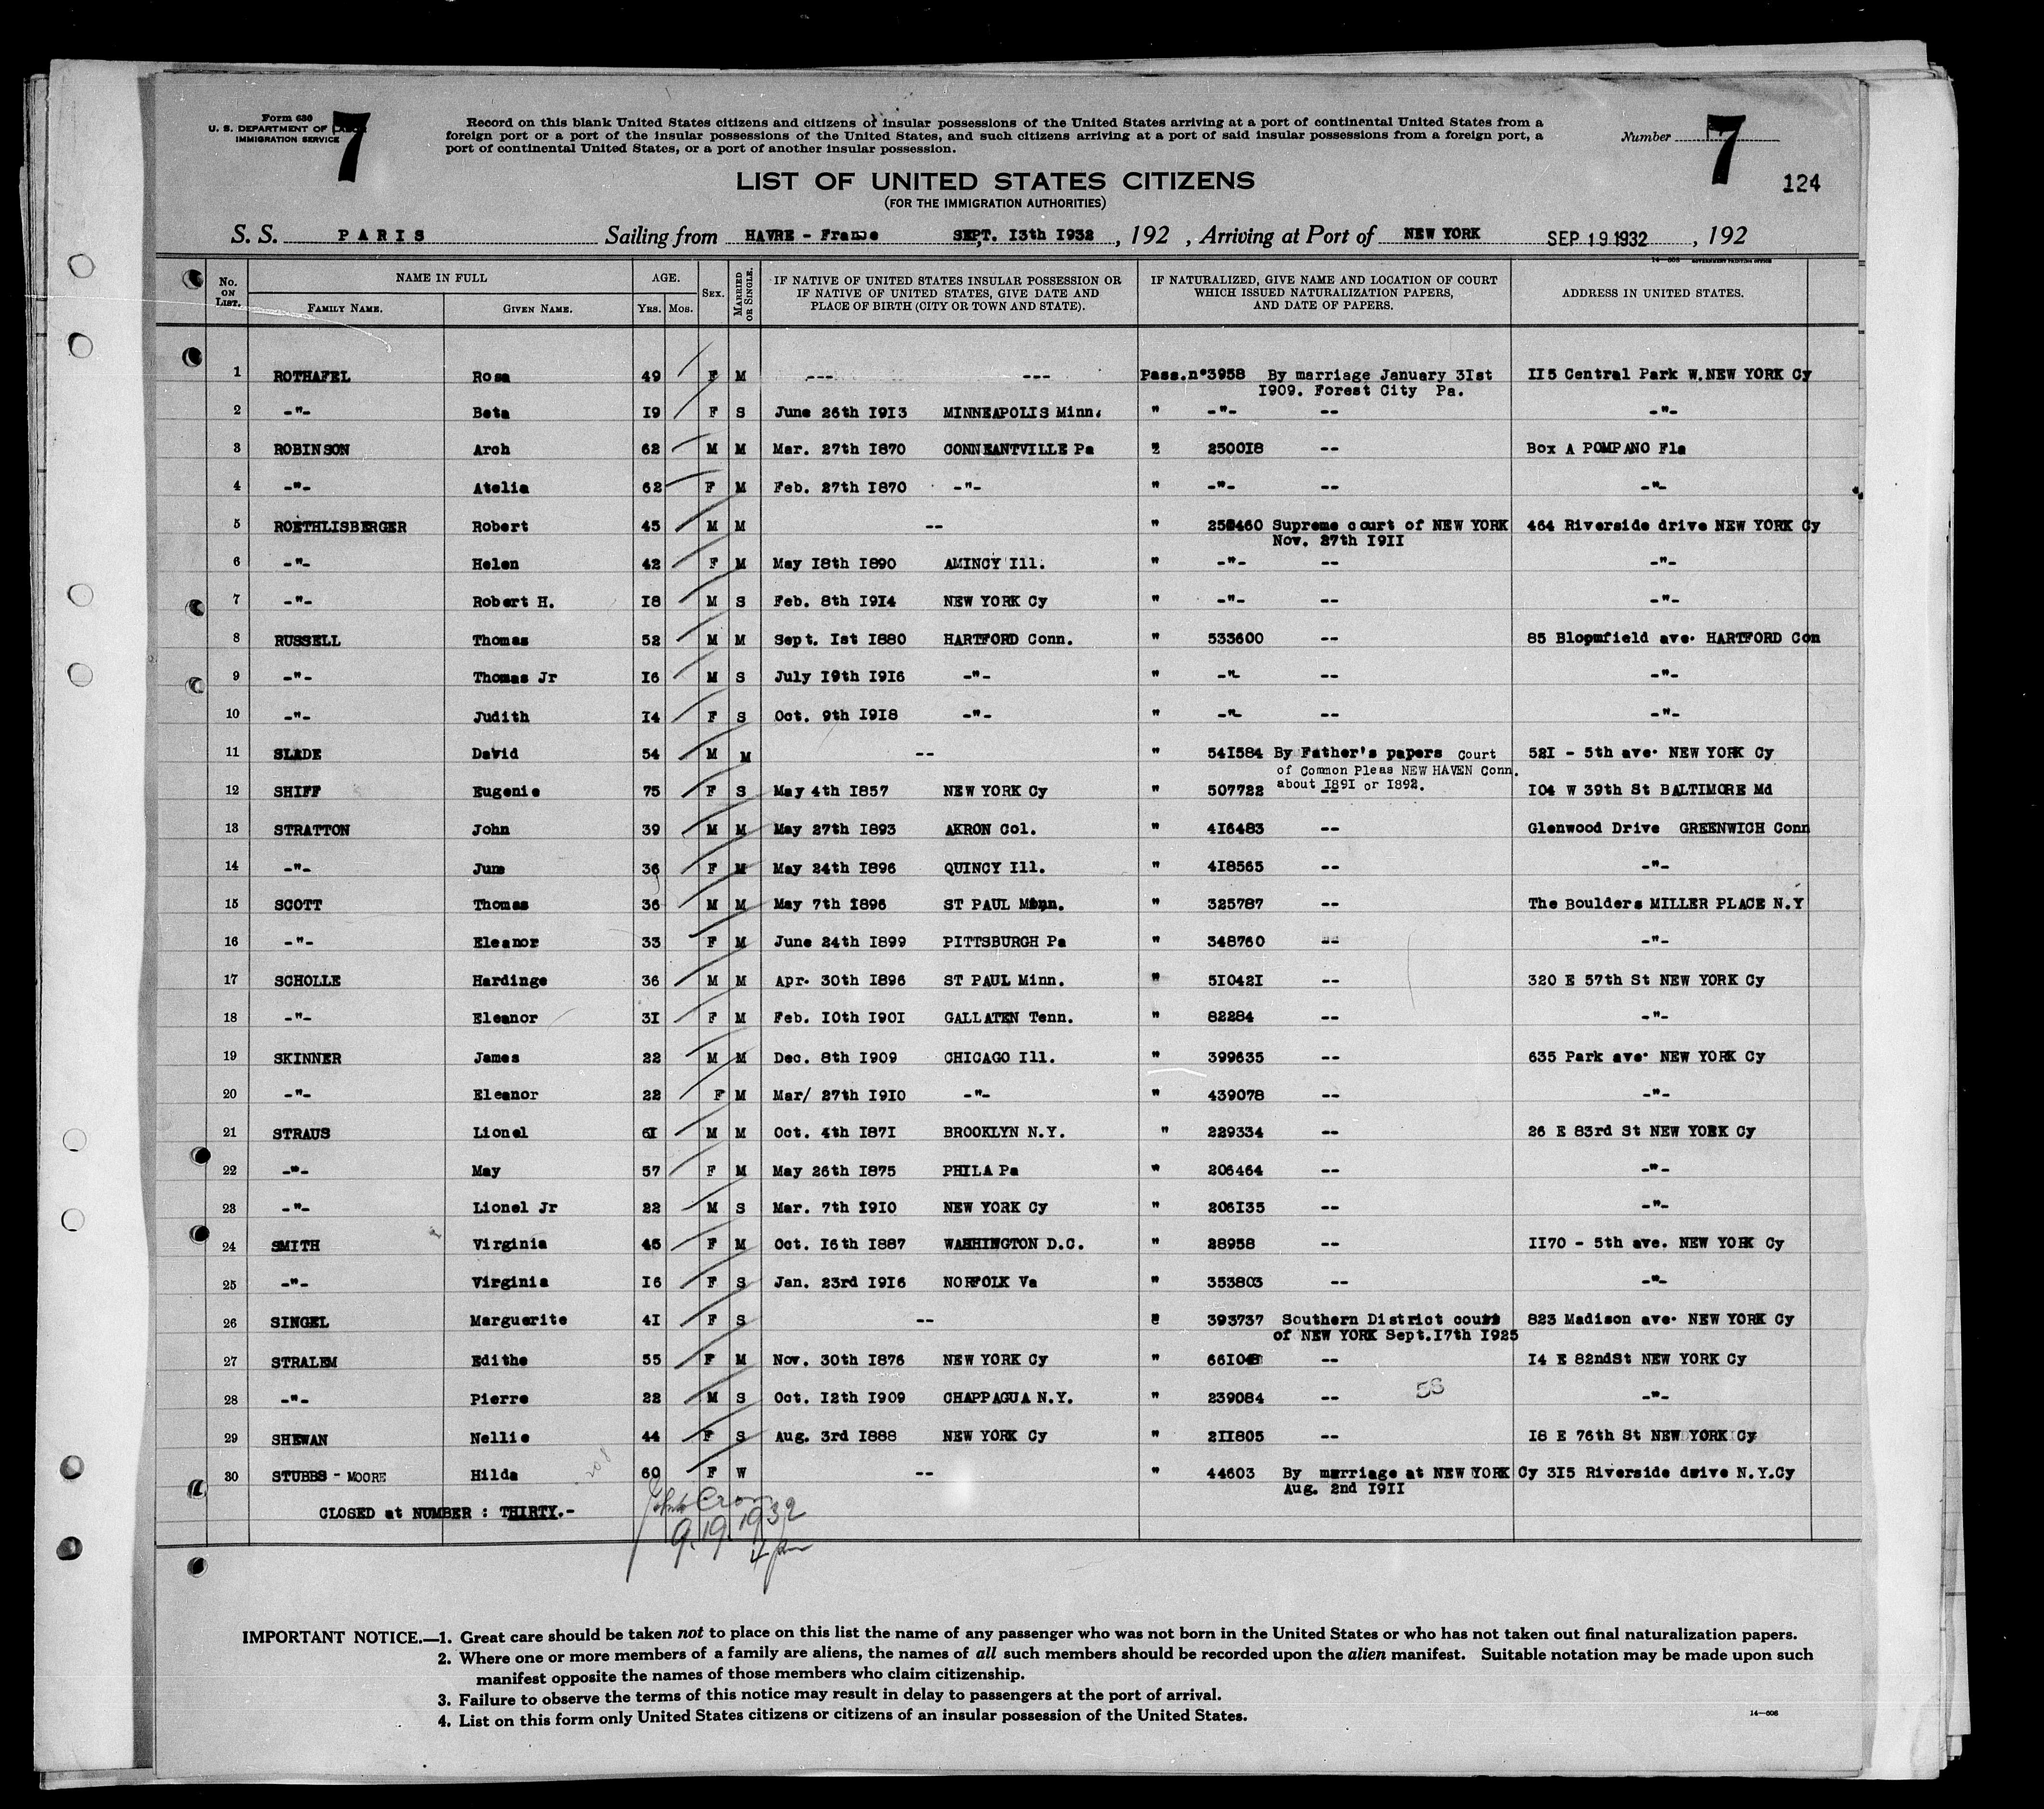 Form 630
U. S. DEPARTMENT OF LABOR
IMMIGRATION SERVICE
7
Record on this blank United States citizens and citizens of insular possessions of the United States arriving at a port of continental United States from a
foreign port or a port of the insular possessions of the United States, and such citizens arriving at a port of said insular possessions from a foreign port, a
port of continental United States, or a port of another insular possession.
Number 7
124
LIST OF UNITED STATES CITIZENS
(FOR THE IMMIGRATION AUTHORITIES)
S. S. PARIS Sailing from HAVRE - France SEPT. 13th 1932, 192 , Arriving at Port of NEW YORK SEP 19 1932, 192
14-608 GOVERNMENT PRINTING OFFICE
No. ON LIST. NAME IN FULL FAMILY NAME. GIVEN NAME. AGE. YRS. MOS. SEX. MARRIED OR SINGLE. IF NATIVE OF UNITED STATES INSULAR POSSESSION OR IF NATIVE OF UNITED STATES, GIVE DATE AND PLACE OF BIRTH (CITY OR TOWN AND STATE). IF NATURALIZED, GIVE NAME AND LOCATION OF COURT WHICH ISSUED NATURALIZATION PAPERS, AND DATE OF PAPERS. ADDRESS IN UNITED STATES.
1 ROTHAFEL Rosa 49 F M --- --- Pass.n°3958 By marriage January 31st 115 Central Park W.NEW YORK Cy
1909. Forest City Pa.
2 -"- Beta 19 F S June 26th 1913 MINNEAPOLIS Minn. " -"- -- -"-
3 ROBINSON Arch 62 M M Mar. 27th 1870 CONNEANTVILLE Pa " 250018 -- Box A POMPANO Fla
4 -"- Atelia 62 F M Feb. 27th 1870 -"- " -"- -- -"-
5 ROETHLISBERGER Robert 45 M M -- " Supreme court of NEW YORK 464 Riverside drive NEW YORK Cy
Nov. 27th 1911
6 -"- Helen 42 F M May 18th 1890 AMINCY Ill. " -"- -- -"-
7 -"- Robert H. 18 M S Feb. 8th 1914 NEW YORK Cy " -"- -- -"-
8 RUSSELL Thomas 52 M M Sept. 1st 1880 HARTFORD Conn. " 533600 -- 85 Bloomfield ave. HARTFORD Con
9 -"- Thomas Jr 16 M S July 19th 1916 -"- " -"- -- -"-
10 -"- Judith 14 F S Oct. 9th 1918 -"- " -"- -- -"-
11 SLADE David 54 M M -- " 541584 By Father's papers Court 521 - 5th ave. NEW YORK Cy
of Common Pleas NEW HAVEN Conn.
about 1891 or 1892.
12 SHIFF Eugenie 75 F S May 4th 1857 NEW YORK Cy " 507722 -- 104 W 39th St BALTIMORE Md
13 STRATTON John 39 M M May 27th 1893 AKRON Col. " 416483 -- Glenwood Drive GREENWICH Conn
14 -"- June 36 F M May 24th 1896 QUINCY Ill. " 418565 -- -"-
15 SCOTT Thomas 36 M M May 7th 1896 ST PAUL Minn. " 325787 -- The Boulders MILLER PLACE N.Y
16 -"- Eleanor 33 F M June 24th 1899 PITTSBURGH Pa " 348760 -- -"-
17 SCHOLLE Hardinge 36 M M Apr. 30th 1896 ST PAUL Minn. " 510421 -- 320 E 57th St NEW YORK Cy
18 -"- Eleanor 31 F M Feb. 10th 1901 GALLATEN Tenn. " 82284 -- -"-
19 SKINNER James 22 M M Dec. 8th 1909 CHICAGO Ill. " 399635 -- 635 Park ave. NEW YORK Cy
20 -"- Eleanor 22 F M Mar/ 27th 1910 -"- " 439078 -- -"-
21 STRAUS Lionel 61 M M Oct. 4th 1871 BROOKLYN N.Y. " 229334 -- 26 E 83rd St NEW YORK Cy
22 -"- May 57 F M May 26th 1875 PHILA Pa " 206464 -- -"-
23 -"- Lionel Jr 22 M S Mar. 7th 1910 NEW YORK Cy " 206135 -- -"-
24 SMITH Virginia 45 F M Oct. 16th 1887 WASHINGTON D.C. " 28958 -- 1170 - 5th ave. NEW YORK Cy
25 -"- Virginia 16 F S Jan. 23rd 1916 NORFOLK Va " 353803 -- -"-
26 SINGEL Marguerite 41 F S -- " 393737 Southern District court 823 Madison ave. NEW YORK Cy
of NEW YORK Sept.17th 1925
27 STRALEM Edithe 55 F M Nov. 30th 1876 NEW YORK Cy " -- 14 E 82ndSt NEW YORK Cy
28 -"- Pierre 22 M S Oct. 12th 1909 CHAPPAGUA N.Y. " 239084 -- -"-
29 SHEWAN Nellie 44 F S Aug. 3rd 1888 NEW YORK Cy " 211805 -- 18 E 76th St NEW YORK Cy
30 STUBBS - MOORE Hilda 60 F W -- " 44603 By marriage at NEW YORK Cy 315 Riverside drive N.Y.Cy
Aug. 2nd 1911
CLOSED at NUMBER : THIRTY.-
9.19.1932
IMPORTANT NOTICE.—1. Great care should be taken not to place on this list the name of any passenger who was not born in the United States or who has not taken out final naturalization papers.
2. Where one or more members of a family are aliens, the names of all such members should be recorded upon the alien manifest. Suitable notation may be made upon such
manifest opposite the names of those members who claim citizenship.
3. Failure to observe the terms of this notice may result in delay to passengers at the port of arrival.
4. List on this form only United States citizens or citizens of an insular possession of the United States.
14—608